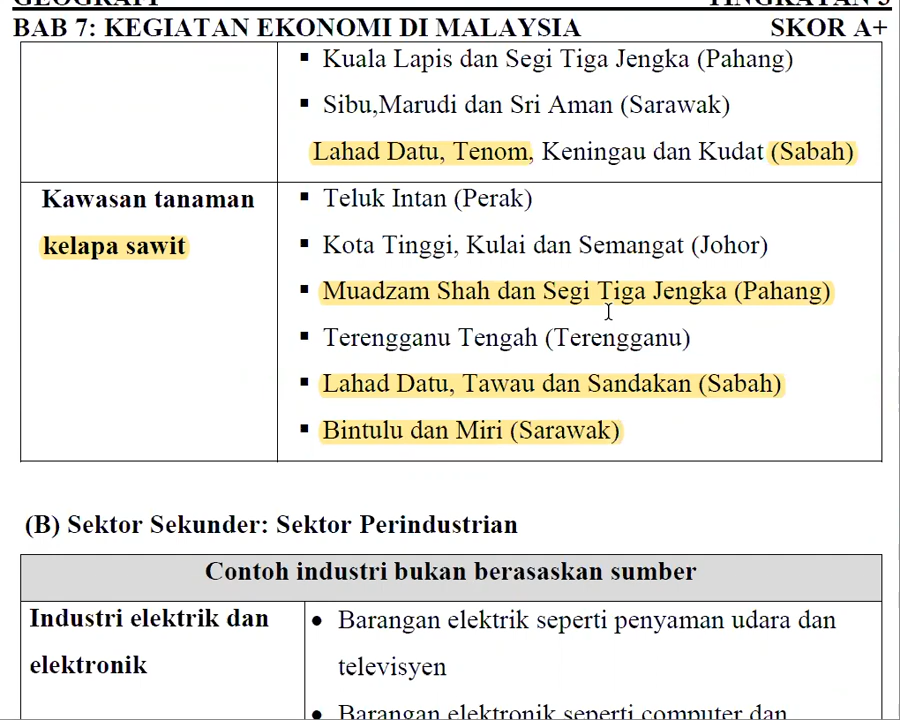 GEOGRAFI TINGKATAN 3
BAB 7: KEGIATAN EKONOMI DI MALAYSIA SKOR A+
▪ Kuala Lapis dan Segi Tiga Jengka (Pahang)
▪ Sibu,Marudi dan Sri Aman (Sarawak)
Lahad Datu, Tenom, Keningau dan Kudat (Sabah)
Kawasan tanaman
kelapa sawit
▪ Teluk Intan (Perak)
▪ Kota Tinggi, Kulai dan Semangat (Johor)
▪ Muadzam Shah dan Segi Tiga Jengka (Pahang)
▪ Terengganu Tengah (Terengganu)
▪ Lahad Datu, Tawau dan Sandakan (Sabah)
▪ Bintulu dan Miri (Sarawak)
(B) Sektor Sekunder: Sektor Perindustrian
Contoh industri bukan berasaskan sumber
Industri elektrik dan
elektronik
● Barangan elektrik seperti penyaman udara dan
televisyen
● Barangan elektronik seperti computer dan